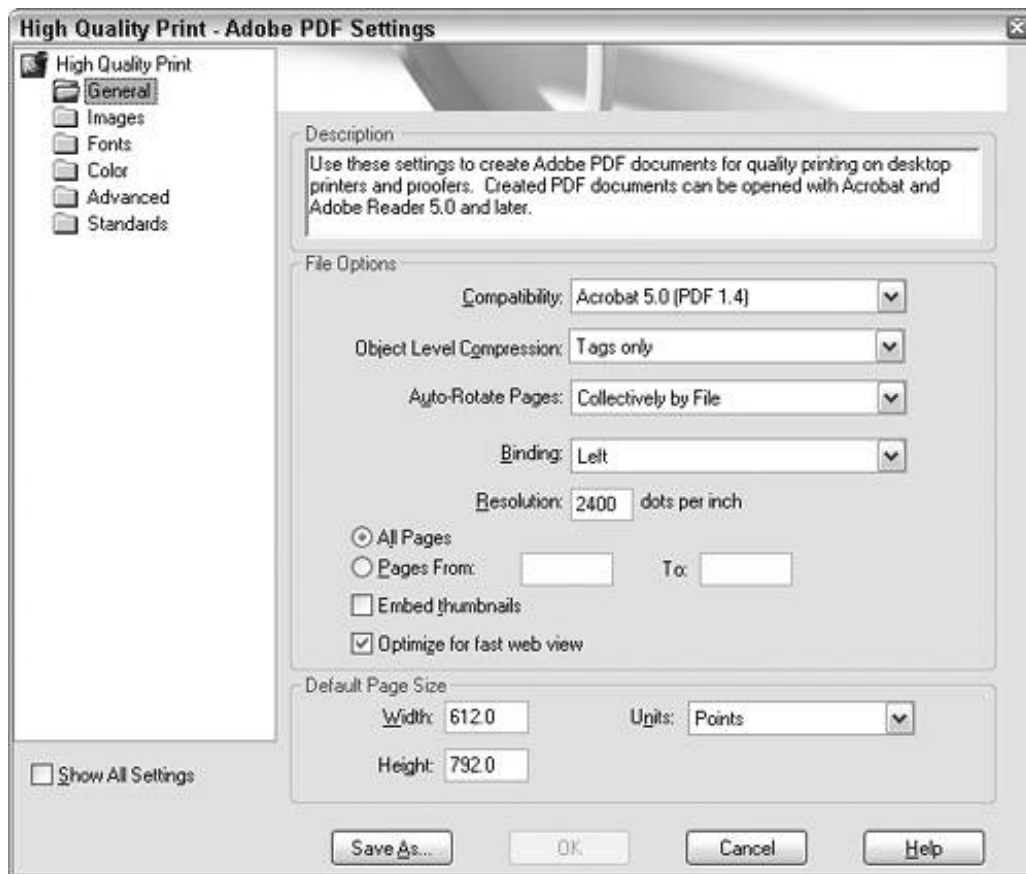 High Quality Print - Adobe PDF Settings
High Quality Print
General
Images
Fonts
Color
Advanced
Standards
Show All Settings
Description
Use these settings to create Adobe PDF documents for quality printing on desktop
printers and proofers. Created PDF documents can be opened with Acrobat and
Adobe Reader 5.0 and later.
File Options
Compatibility: Acrobat 5.0 (PDF 1.4)
Object Level Compression: Tags only
Auto-Rotate Pages: Collectively by File
Binding: Left
Resolution: 2400 dots per inch
All Pages
Pages From: To:
Embed thumbnails
Optimize for fast web view
Default Page Size
Width: 612.0 Units: Points
Height: 792.0
Save As... OK Cancel Help